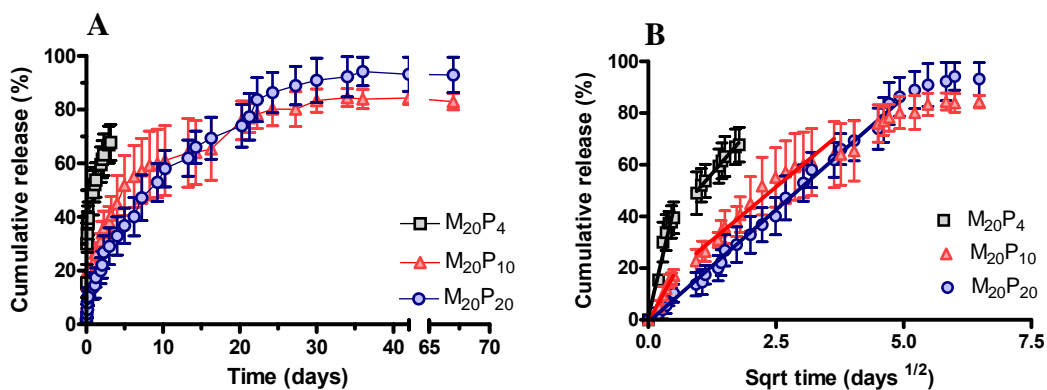 A
Cumulative release (%)
100
80
60
40
20
0
0 10 20 30 40 65 70
Time (days)
M20P4
M20P10
M20P20
B
Cumulative release (%)
100
80
60
40
20
0
0.0 2.5 5.0 7.5
Sqrt time (days 1/2)
M20P4
M20P10
M20P20